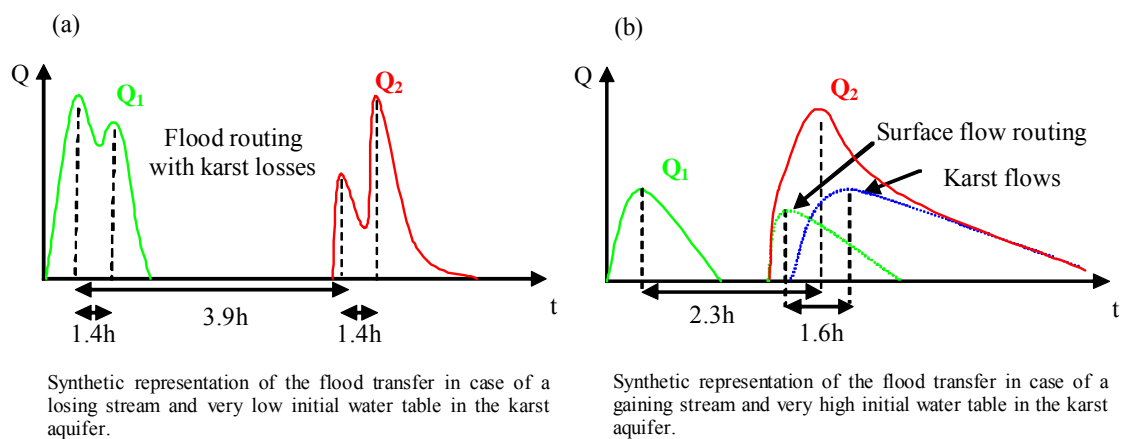 (a)
Q
Q1
Q2
Flood routing
with karst losses
t
3.9h
1.4h
1.4h
Synthetic representation of the flood transfer in case of a
losing stream and very low initial water table in the karst
aquifer.
(b)
Q
Q2
Surface flow routing
Q1
Karst flows
t
2.3h
1.6h
Synthetic representation of the flood transfer in case of a
gaining stream and very high initial water table in the karst
aquifer.